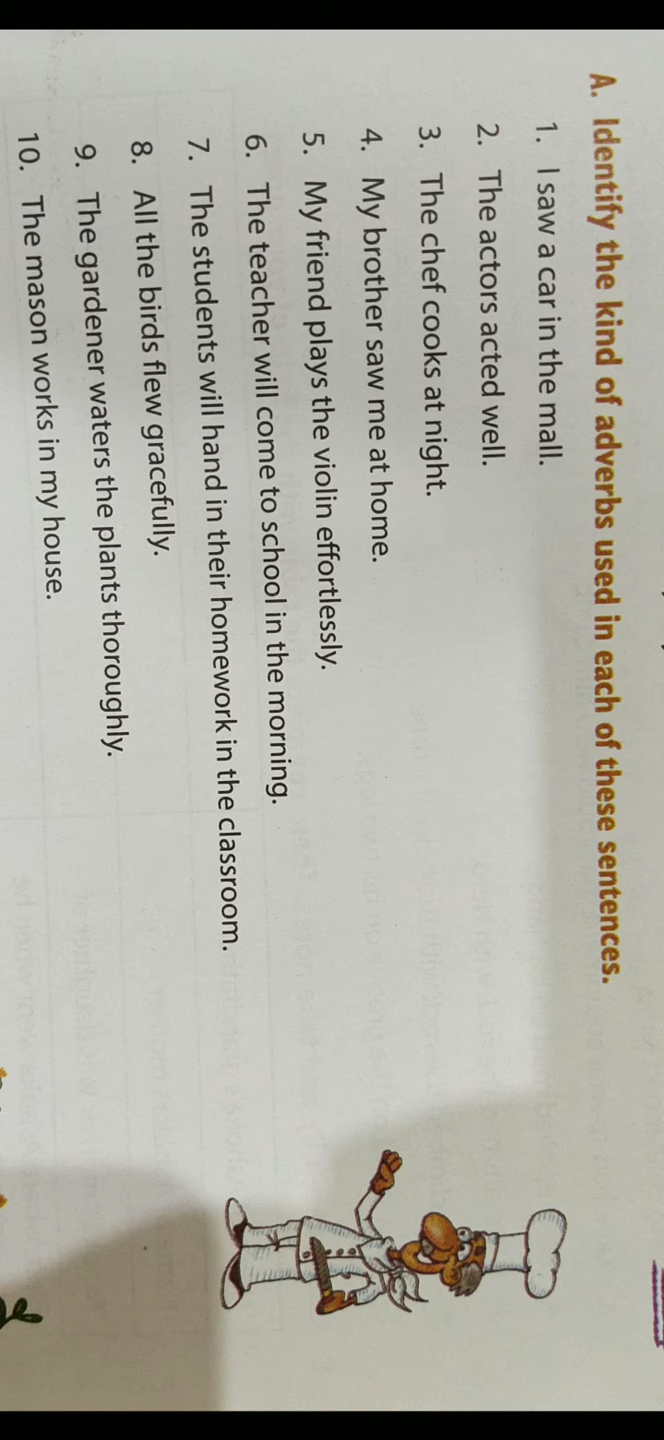 A. Identify the kind of adverbs used in each of these sentences.
1. I saw a car in the mall.
2. The actors acted well.
3. The chef cooks at night.
4. My brother saw me at home.
5. My friend plays the violin effortlessly.
6. The teacher will come to school in the morning.
7. The students will hand in their homework in the classroom.
8. All the birds flew gracefully.
9. The gardener waters the plants thoroughly.
10. The mason works in my house.